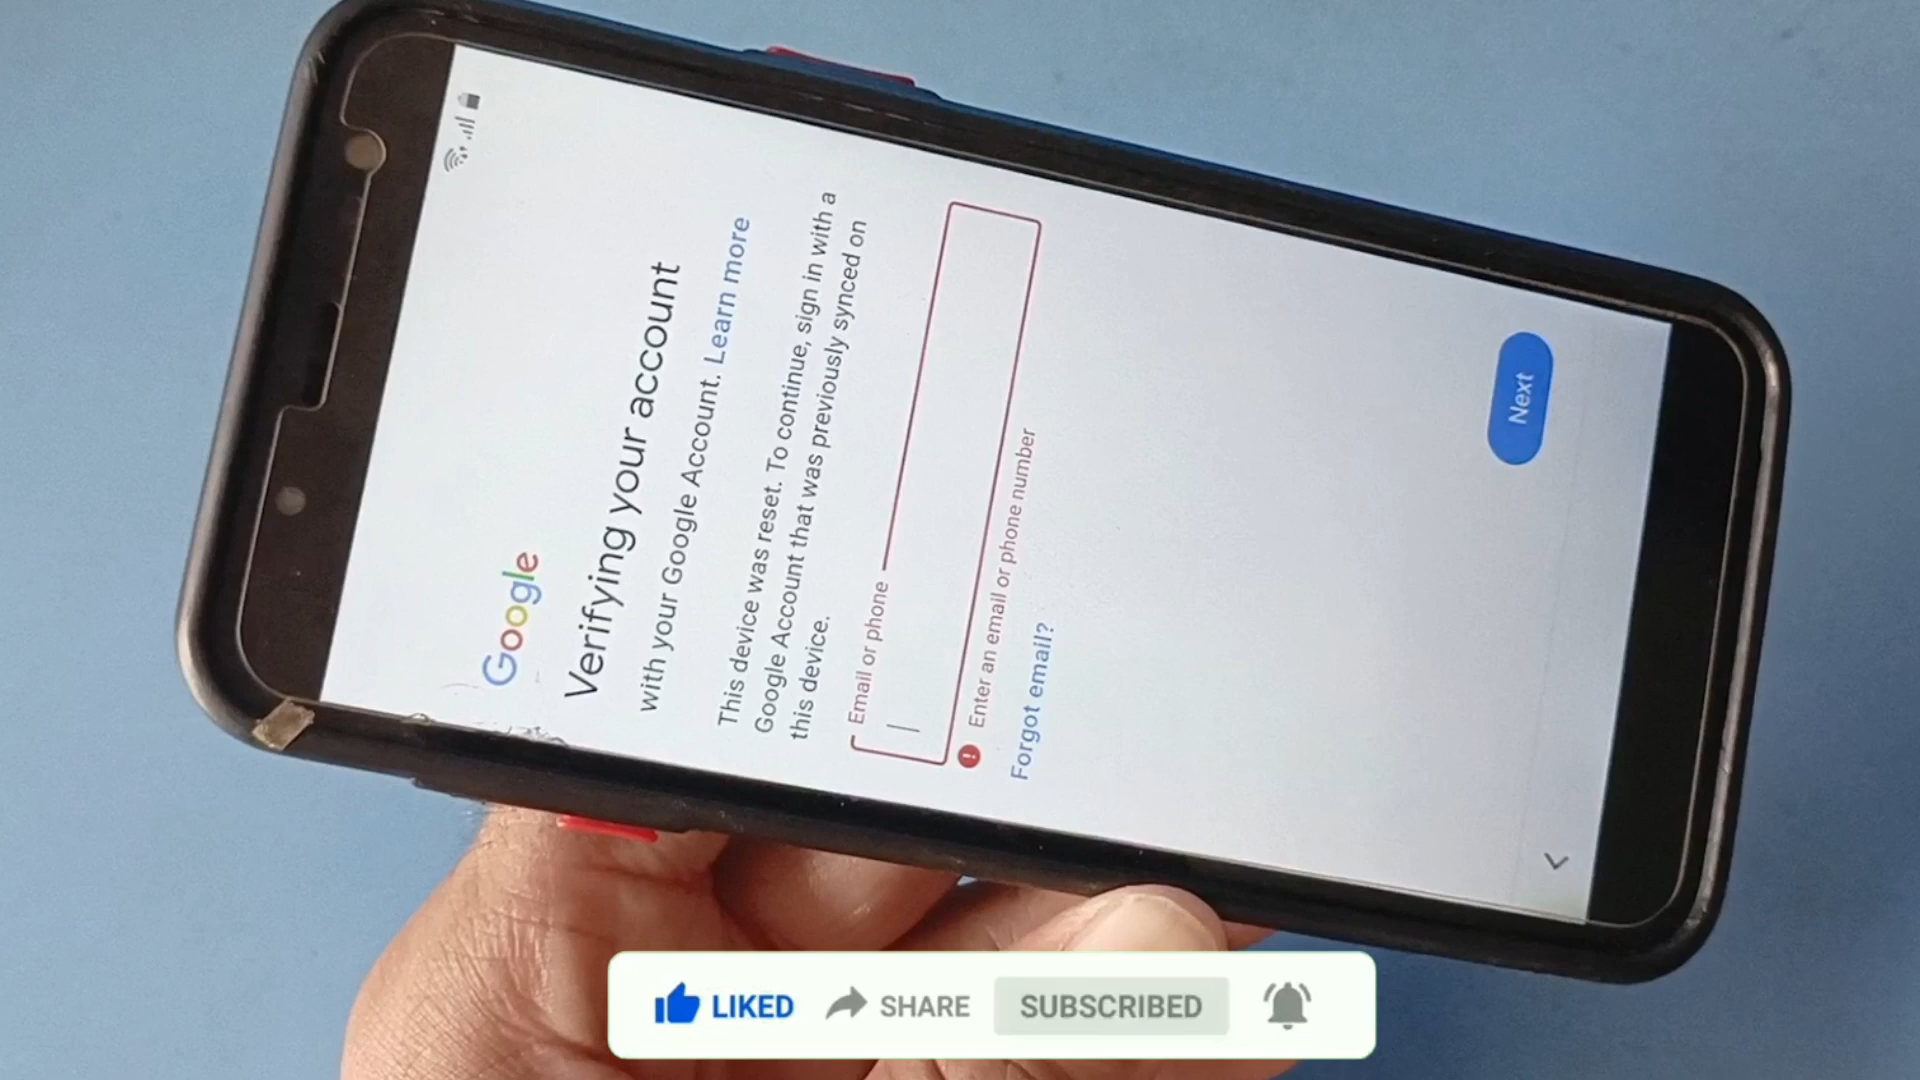 Google
Verifying your account
with your Google Account. Learn more
This device was reset. To continue, sign in with a
Google Account that was previously synced on
this device.
Email or phone
Enter an email or phone number
Forgot email?
Next
LIKED SHARE SUBSCRIBED